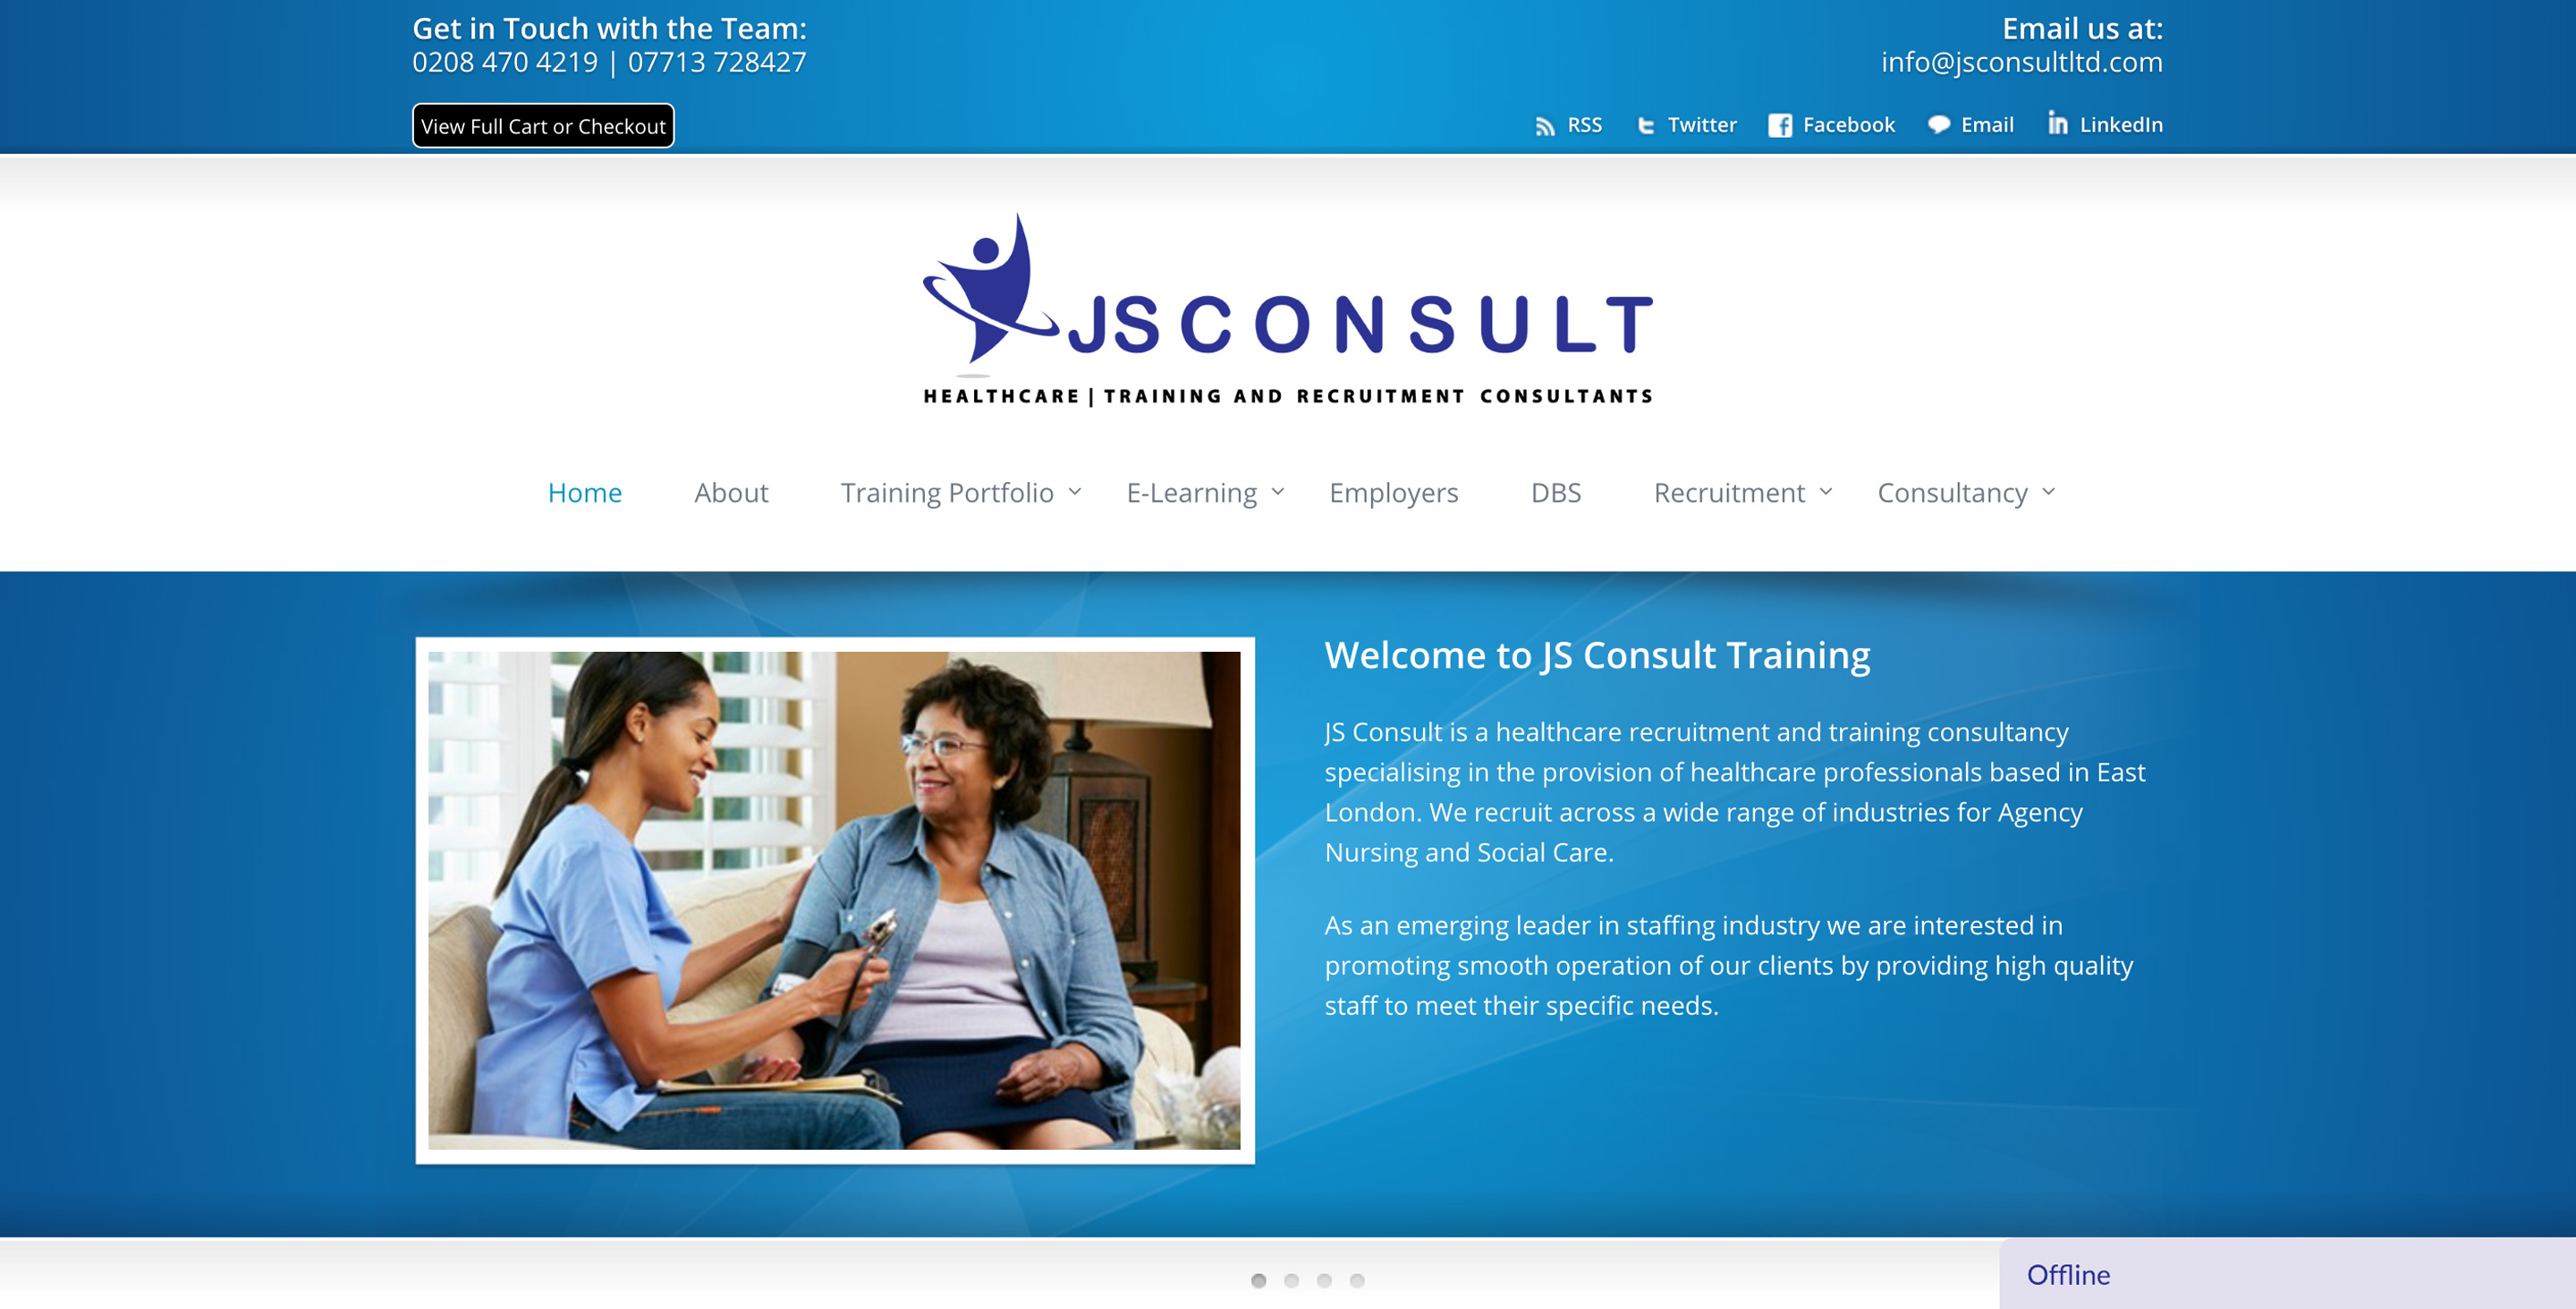 Get in Touch with the Team:
0208 470 4219 | 07713 728427
Email us at:
info@jsconsultltd.com
View Full Cart or Checkout
RSS Twitter Facebook Email LinkedIn
JSCONSULT
HEALTHCARE | TRAINING AND RECRUITMENT CONSULTANTS
Home About Training Portfolio E-Learning Employers DBS Recruitment Consultancy
Welcome to JS Consult Training
JS Consult is a healthcare recruitment and training consultancy
specialising in the provision of healthcare professionals based in East
London. We recruit across a wide range of industries for Agency
Nursing and Social Care.
As an emerging leader in staffing industry we are interested in
promoting smooth operation of our clients by providing high quality
staff to meet their specific needs.
Offline